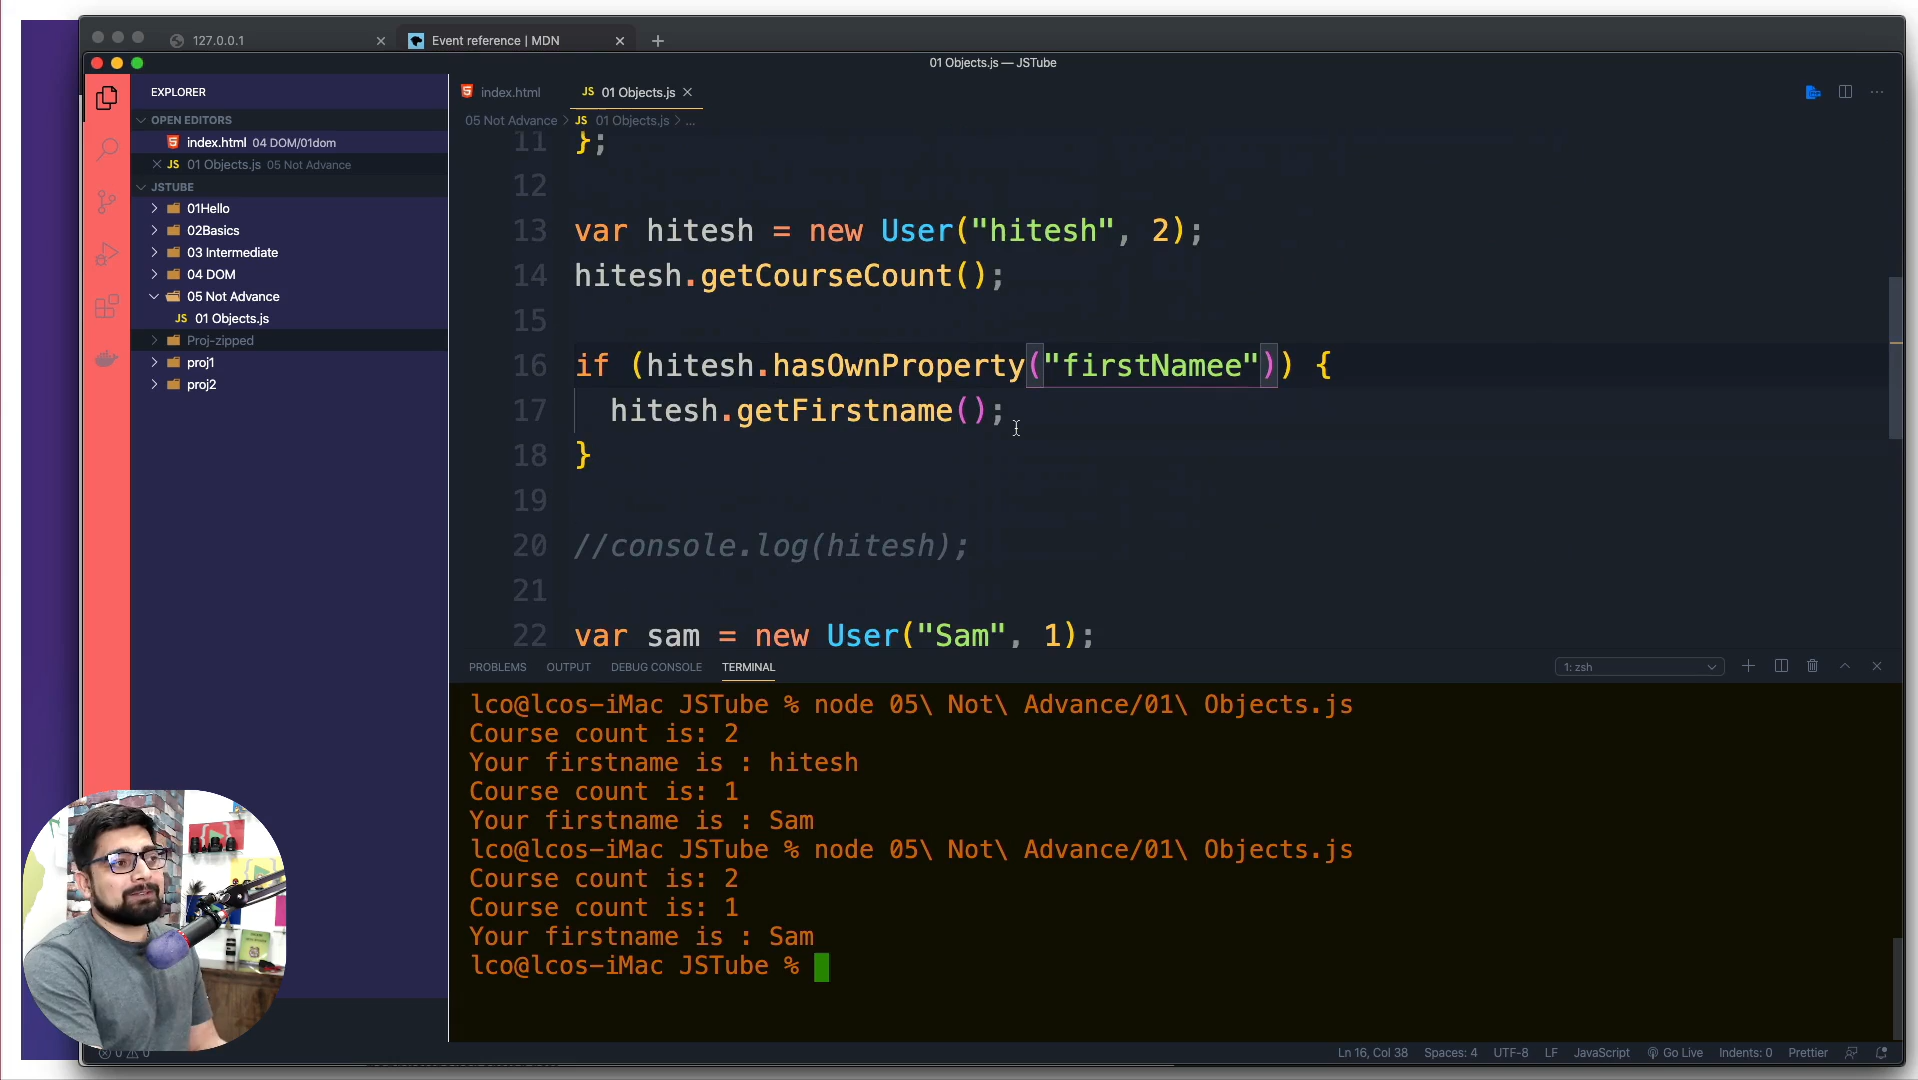 127.0.0.1
Event reference | MDN
01 Objects.js — JSTube
EXPLORER
index.html
JS 01 Objects.js
OPEN EDITORS
05 Not Advance > JS 01 Objects.js > ...
index.html 04 DOM/01dom
JS 01 Objects.js 05 Not Advance
JSTUBE
01Hello
02Basics
03 Intermediate
04 DOM
05 Not Advance
JS 01 Objects.js
Proj-zipped
proj1
proj2
11 };
12
13 var hitesh = new User("hitesh", 2);
14 hitesh.getCourseCount();
15
16 if (hitesh.hasOwnProperty("firstNamee")) {
17 hitesh.getFirstname();
18 }
19
20 //console.log(hitesh);
21
22 var sam = new User("Sam", 1);
PROBLEMS OUTPUT DEBUG CONSOLE TERMINAL
1: zsh
lco@lcos-iMac JSTube % node 05\ Not\ Advance/01\ Objects.js
Course count is: 2
Your firstname is : hitesh
Course count is: 1
Your firstname is : Sam
lco@lcos-iMac JSTube % node 05\ Not\ Advance/01\ Objects.js
Course count is: 2
Course count is: 1
Your firstname is : Sam
lco@lcos-iMac JSTube %
0 0
Ln 16, Col 38 Spaces: 4 UTF-8 LF JavaScript Go Live Indents: 0 Prettier